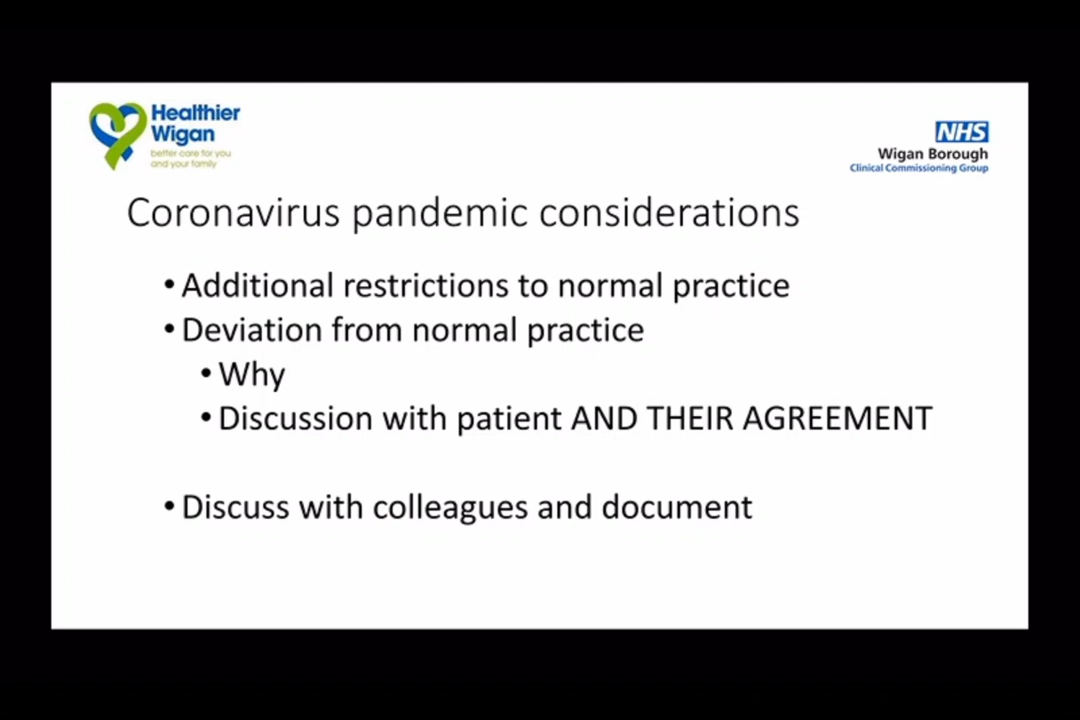 Healthier
Wigan
better care for you
and your family
NHS
Wigan Borough
Clinical Commissioning Group
Coronavirus pandemic considerations
• Additional restrictions to normal practice
• Deviation from normal practice
• Why
• Discussion with patient AND THEIR AGREEMENT
• Discuss with colleagues and document